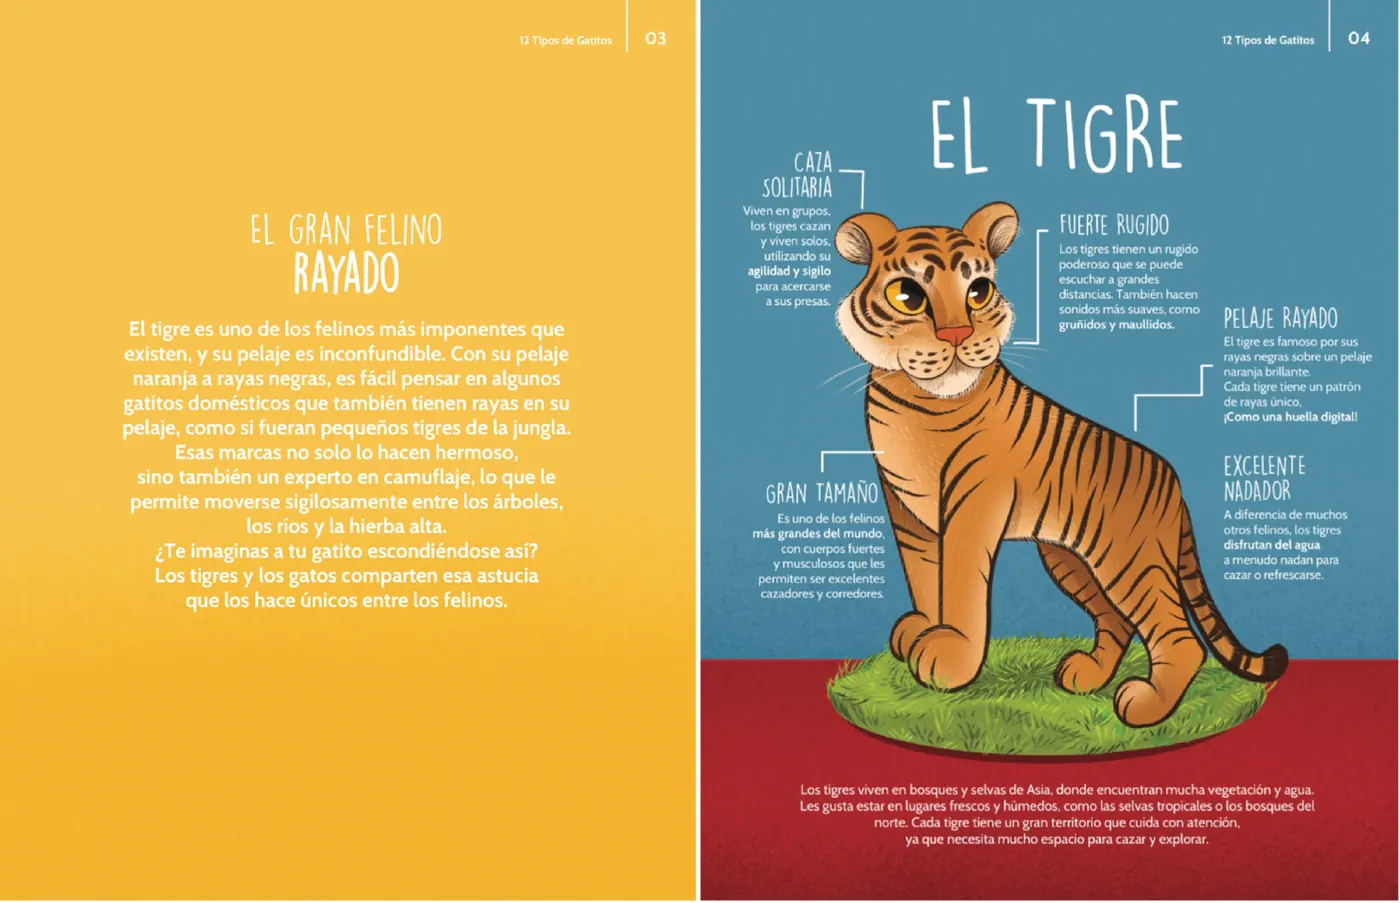 12 Tipos de Gatitos
03
EL GRAN FELINO
RAYADO
El tigre es uno de los felinos más imponentes que
existen, y su pelaje es inconfundible. Con su pelaje
naranja a rayas negras, es fácil pensar en algunos
gatitos domésticos que también tienen rayas en su
pelaje, como si fueran pequeños tigres de la jungla.
Esas marcas no solo lo hacen hermoso,
sino también un experto en camuflaje, lo que le
permite moverse sigilosamente entre los árboles,
los ríos y la hierba alta.
¿Te imaginas a tu gatito escondiéndose así?
Los tigres y los gatos comparten esa astucia
que los hace únicos entre los felinos.
12 Tipos de Gatitos
04
EL TIGRE
CAZA
SOLITARIA
Viven en grupos,
los tigres cazan
y viven solos,
utilizando su
agilidad y sigilo
para acercarse
a sus presas.
FUERTE RUGIDO
Los tigres tienen un rugido
poderoso que se puede
escuchar a grandes
distancias. También hacen
sonidos más suaves, como
gruñidos y maullidos.
PELAJE RAYADO
El tigre es famoso por sus
rayas negras sobre un pelaje
naranja brillante.
Cada tigre tiene un patrón
de rayas único,
¡Como una huella digital!
GRAN TAMAÑO
Es uno de los felinos
más grandes del mundo,
con cuerpos fuertes
y musculosos que les
permiten ser excelentes
cazadores y corredores.
EXCELENTE
NADADOR
A diferencia de muchos
otros felinos, los tigres
disfrutan del agua
a menudo nadan para
cazar o refrescarse.
Los tigres viven en bosques y selvas de Asia, donde encuentran mucha vegetación y agua.
Les gusta estar en lugares frescos y húmedos, como las selvas tropicales o los bosques del
norte. Cada tigre tiene un gran territorio que cuida con atención,
ya que necesita mucho espacio para cazar y explorar.